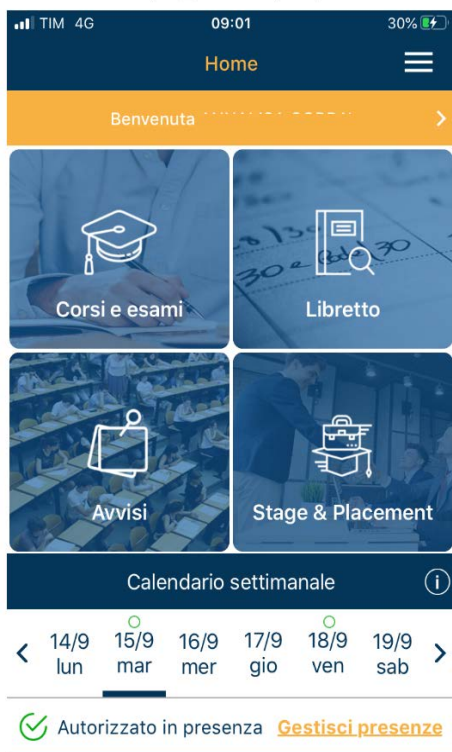 TIM 4G 09:01 30%
Home
Benvenuta
Corsi e esami
Libretto
Avvisi
Stage & Placement
Calendario settimanale
14/9 15/9 16/9 17/9 18/9 19/9
lun mar mer gio ven sab
Autorizzato in presenza Gestisci presenze